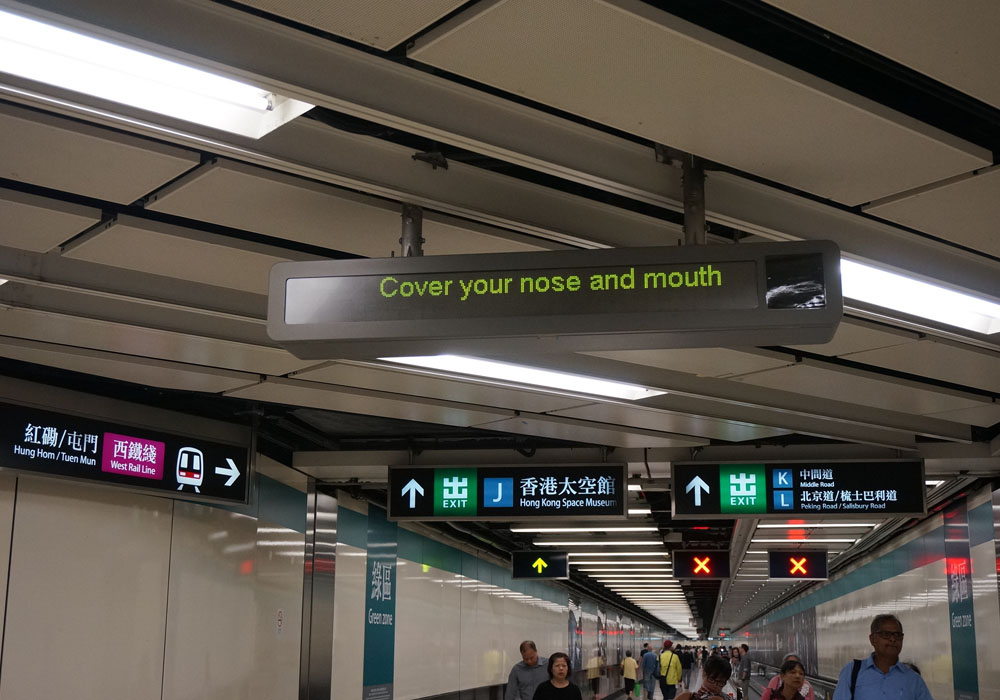 Cover your nose and mouth
紅磡/屯門
Hung Hom / Tuen Mun
西鐵綫
West Rail Line
出
EXIT
J
香港太空館
Hong Kong Space Museum
出
EXIT
K
中間道
Middle Road
L
北京道/梳士巴利道
Peking Road / Salisbury Road
綠區
Green zone
綠區
Green zone